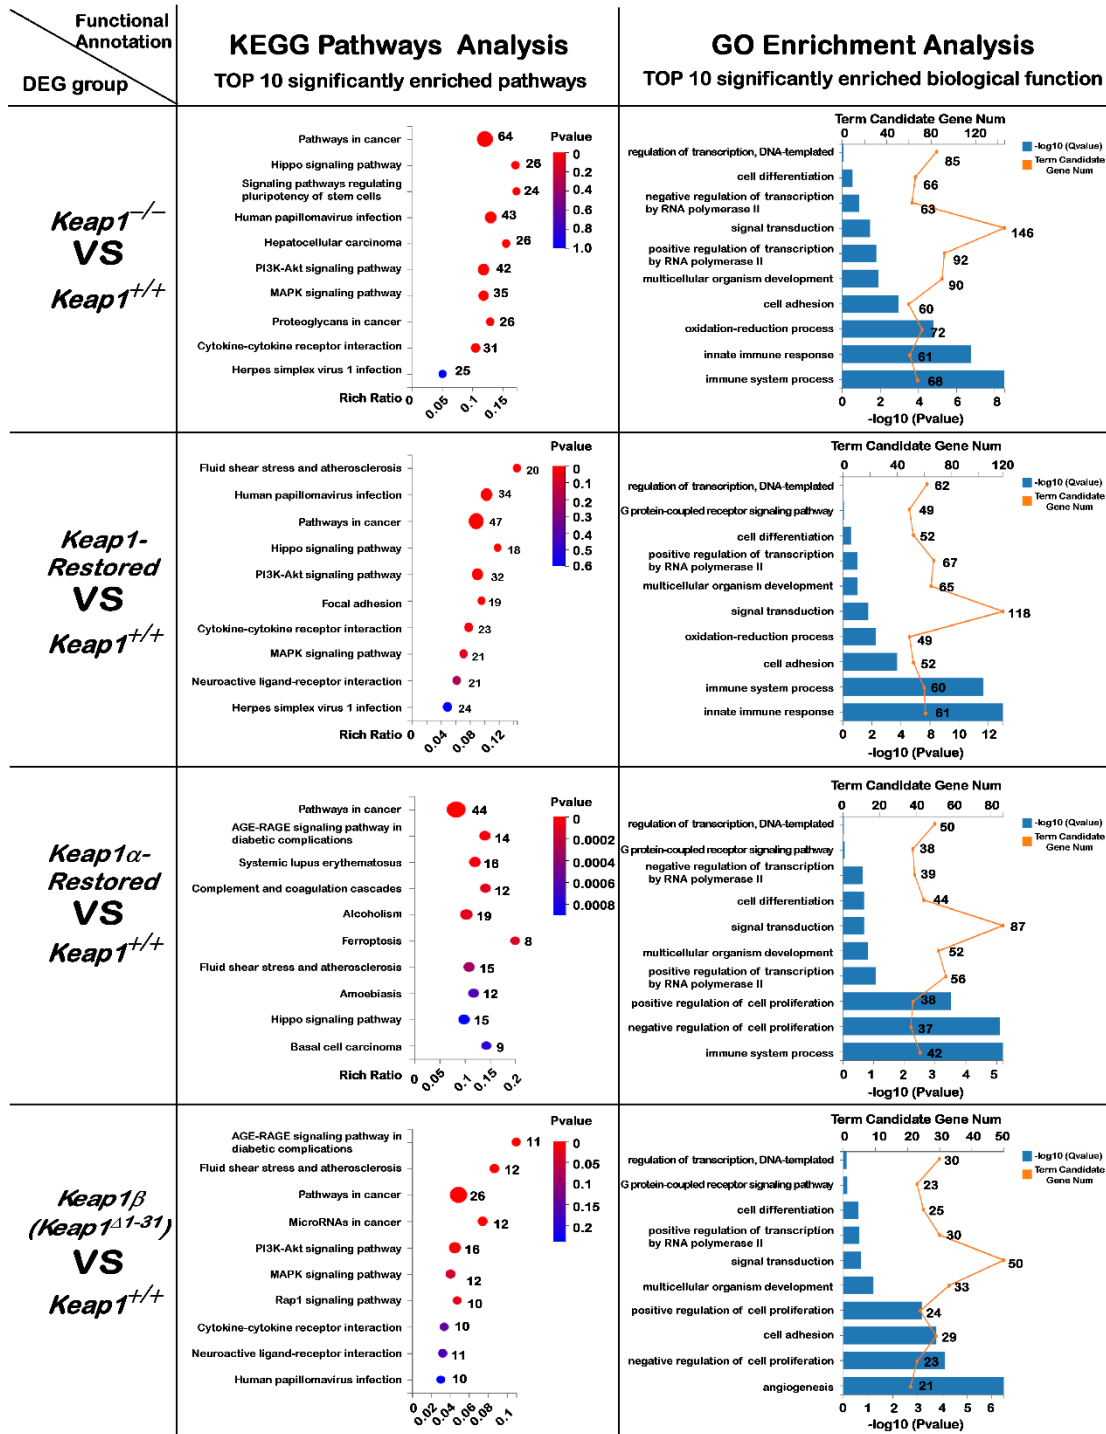 Functional
Annotation
DEG group
KEGG Pathways Analysis
TOP 10 significantly enriched pathways
GO Enrichment Analysis
TOP 10 significantly enriched biological function
Keap1−/−
VS
Keap1+/+
Pathways in cancer 64
Hippo signaling pathway 26
Signaling pathways regulating
pluripotency of stem cells 24
Human papillomavirus infection 43
Hepatocellular carcinoma 26
PI3K-Akt signaling pathway 42
MAPK signaling pathway 35
Proteoglycans in cancer 26
Cytokine-cytokine receptor interaction 31
Herpes simplex virus 1 infection 25
Rich Ratio
0 0.05 0.1 0.15
Pvalue
0
0.2
0.4
0.6
0.8
1.0
Term Candidate Gene Num
0 40 80 120
regulation of transcription, DNA-templated 85
cell differentiation 66
negative regulation of transcription
by RNA polymerase II 63
signal transduction 146
positive regulation of transcription
by RNA polymerase II 92
multicellular organism development 90
cell adhesion 60
oxidation-reduction process 72
innate immune response 61
immune system process 68
0 2 4 6 8
-log10 (Pvalue)
-log10 (Qvalue)
Term Candidate
Gene Num
Keap1-
Restored
VS
Keap1+/+
Fluid shear stress and atherosclerosis 20
Human papillomavirus infection 34
Pathways in cancer 47
Hippo signaling pathway 18
PI3K-Akt signaling pathway 32
Focal adhesion 19
Cytokine-cytokine receptor interaction 23
MAPK signaling pathway 21
Neuroactive ligand-receptor interaction 21
Herpes simplex virus 1 infection 24
Rich Ratio
0 0.04 0.08 0.12
Pvalue
0
0.1
0.2
0.3
0.4
0.5
0.6
Term Candidate Gene Num
0 20 40 60 80 100 120
regulation of transcription, DNA-templated 62
G protein-coupled receptor signaling pathway 49
cell differentiation 52
positive regulation of transcription
by RNA polymerase II 67
multicellular organism development 65
signal transduction 118
oxidation-reduction process 49
cell adhesion 52
immune system process 60
innate immune response 61
0 2 4 6 8 10 12
-log10 (Pvalue)
-log10 (Qvalue)
Term Candidate
Gene Num
Keap1α-
Restored
VS
Keap1+/+
Pathways in cancer 44
AGE-RAGE signaling pathway in
diabetic complications 14
Systemic lupus erythematosus 16
Complement and coagulation cascades 12
Alcoholism 19
Ferroptosis 8
Fluid shear stress and atherosclerosis 15
Amoebiasis 12
Hippo signaling pathway 15
Basal cell carcinoma 9
Rich Ratio
0 0.05 0.1 0.15 0.2
Pvalue
0
0.0002
0.0004
0.0006
0.0008
Term Candidate Gene Num
0 20 40 60 80
regulation of transcription, DNA-templated 50
G protein-coupled receptor signaling pathway 38
negative regulation of transcription
by RNA polymerase II 39
cell differentiation 44
signal transduction 87
multicellular organism development 52
positive regulation of transcription
by RNA polymerase II 56
positive regulation of cell proliferation 38
negative regulation of cell proliferation 37
immune system process 42
0 1 2 3 4 5
-log10 (Pvalue)
-log10 (Qvalue)
Term Candidate
Gene Num
Keap1β
(Keap1Δ1-31)
VS
Keap1+/+
AGE-RAGE signaling pathway in
diabetic complications 11
Fluid shear stress and atherosclerosis 12
Pathways in cancer 26
MicroRNAs in cancer 12
PI3K-Akt signaling pathway 16
MAPK signaling pathway 12
Rap1 signaling pathway 10
Cytokine-cytokine receptor interaction 10
Neuroactive ligand-receptor interaction 11
Human papillomavirus infection 10
Rich Ratio
0 0.02 0.04 0.06 0.08 0.1
Pvalue
0
0.05
0.1
0.15
0.2
Term Candidate Gene Num
0 10 20 30 40 50
regulation of transcription, DNA-templated 30
G protein-coupled receptor signaling pathway 23
cell differentiation 25
positive regulation of transcription
by RNA polymerase II 30
signal transduction 50
multicellular organism development 33
positive regulation of cell proliferation 24
cell adhesion 29
negative regulation of cell proliferation 23
angiogenesis 21
0 1 2 3 4 5 6
-log10 (Pvalue)
-log10 (Qvalue)
Term Candidate
Gene Num